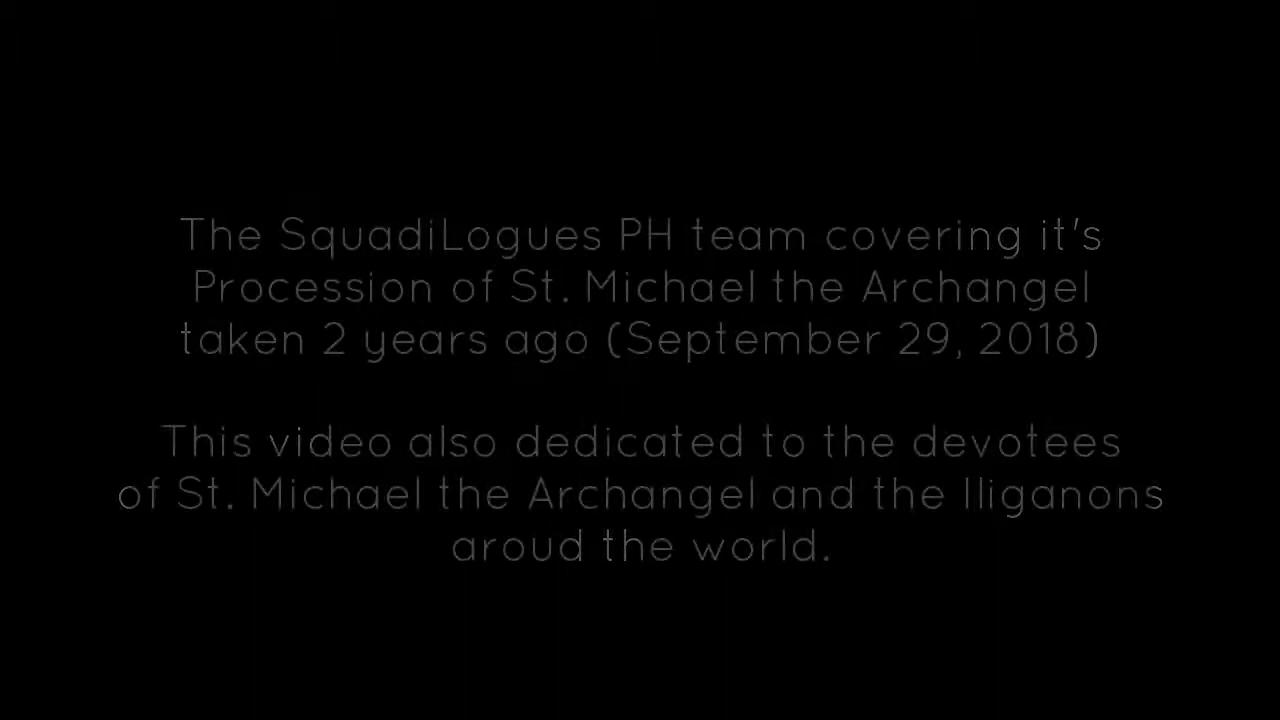 The SquadiLogues PH team covering it's
Procession of St. Michael the Archangel
taken 2 years ago (September 29, 2018)
This video also dedicated to the devotees
of St. Michael the Archangel and the Iliganons
aroud the world.